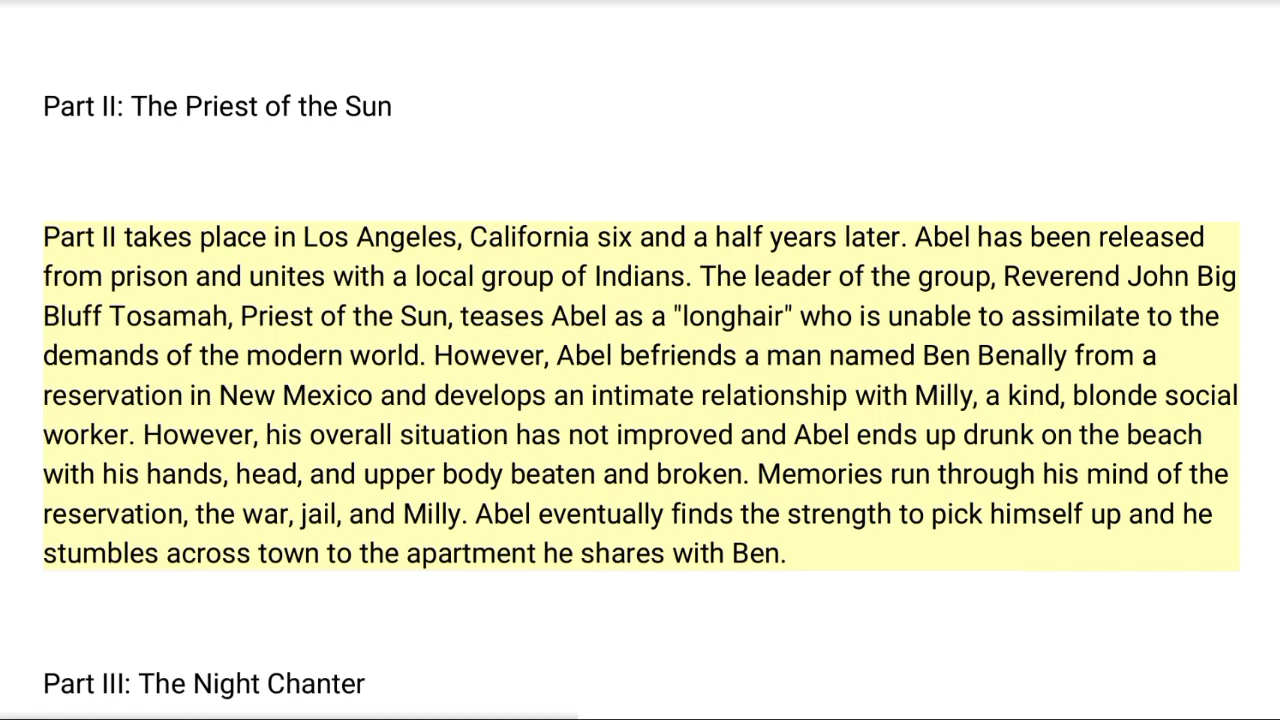 Part II: The Priest of the Sun
Part II takes place in Los Angeles, California six and a half years later. Abel has been released
from prison and unites with a local group of Indians. The leader of the group, Reverend John Big
Bluff Tosamah, Priest of the Sun, teases Abel as a "longhair" who is unable to assimilate to the
demands of the modern world. However, Abel befriends a man named Ben Benally from a
reservation in New Mexico and develops an intimate relationship with Milly, a kind, blonde social
worker. However, his overall situation has not improved and Abel ends up drunk on the beach
with his hands, head, and upper body beaten and broken. Memories run through his mind of the
reservation, the war, jail, and Milly. Abel eventually finds the strength to pick himself up and he
stumbles across town to the apartment he shares with Ben.
Part III: The Night Chanter